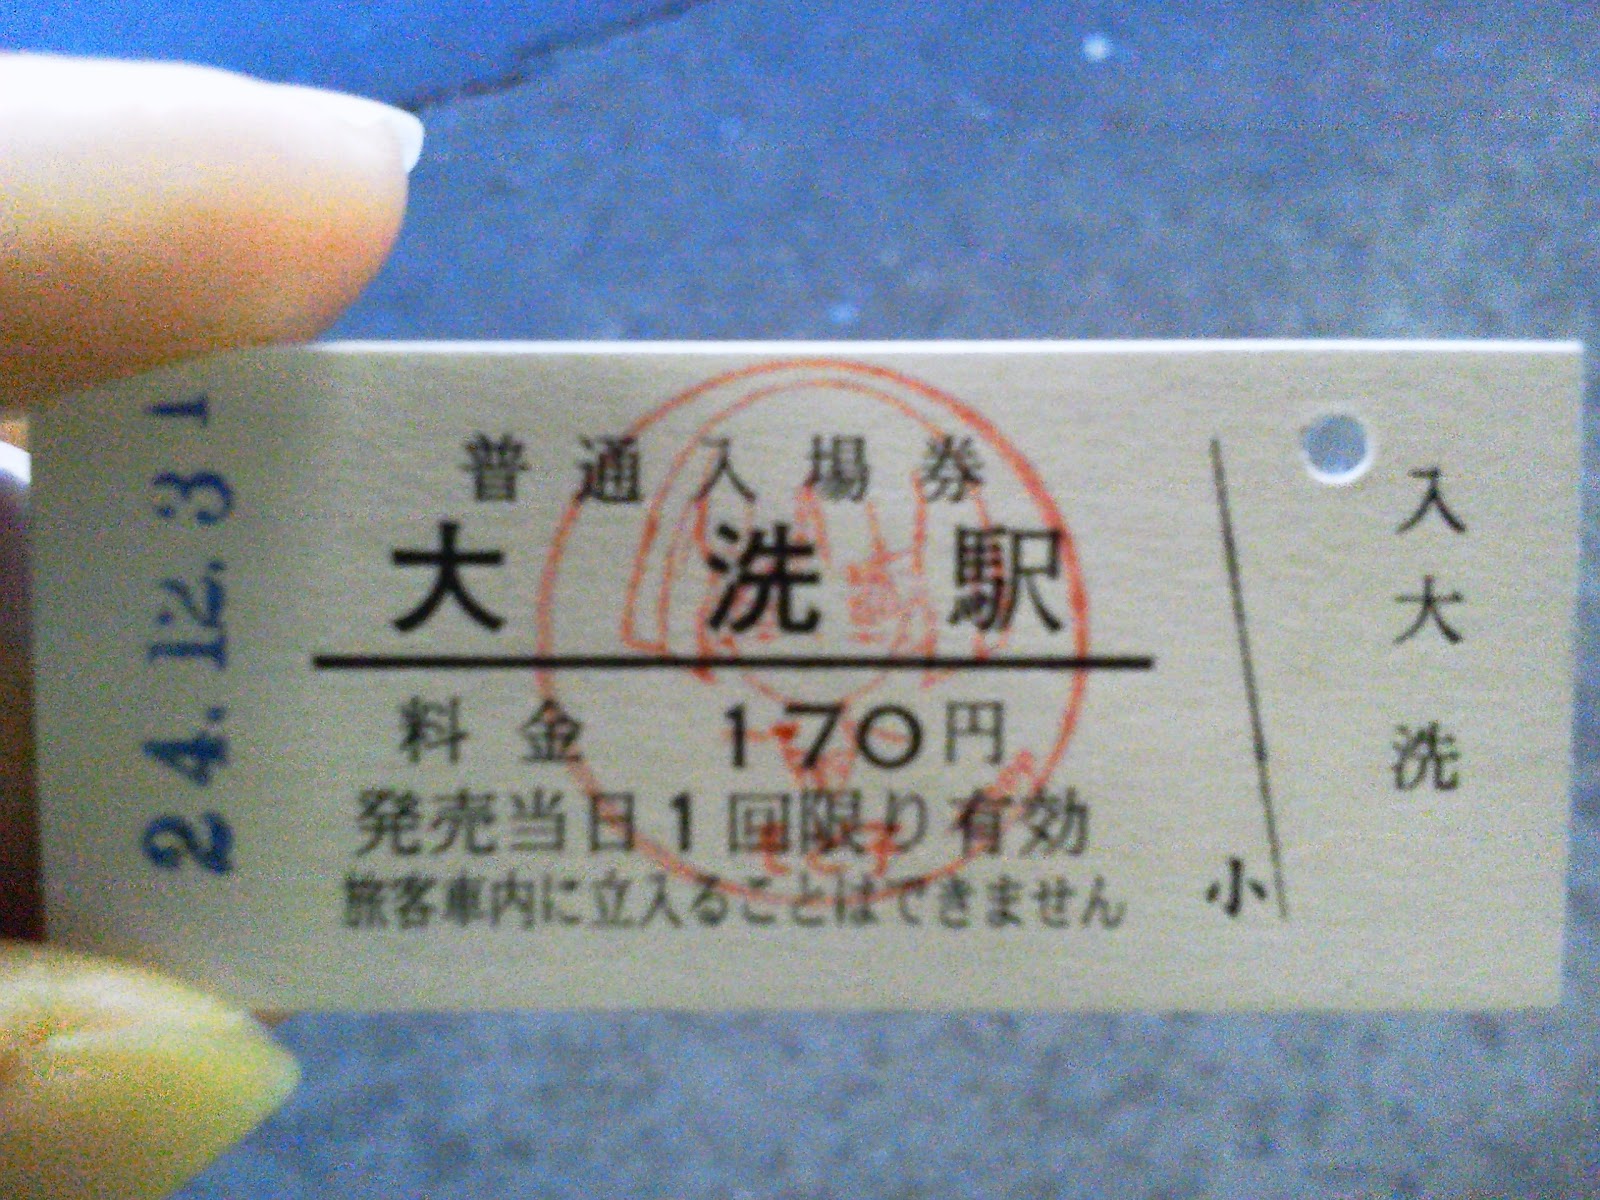 24.12.31
普通入場券
大洗駅
料金 170円
発売当日1回限り有効
旅客車内に立入ることはできません
小
入大洗